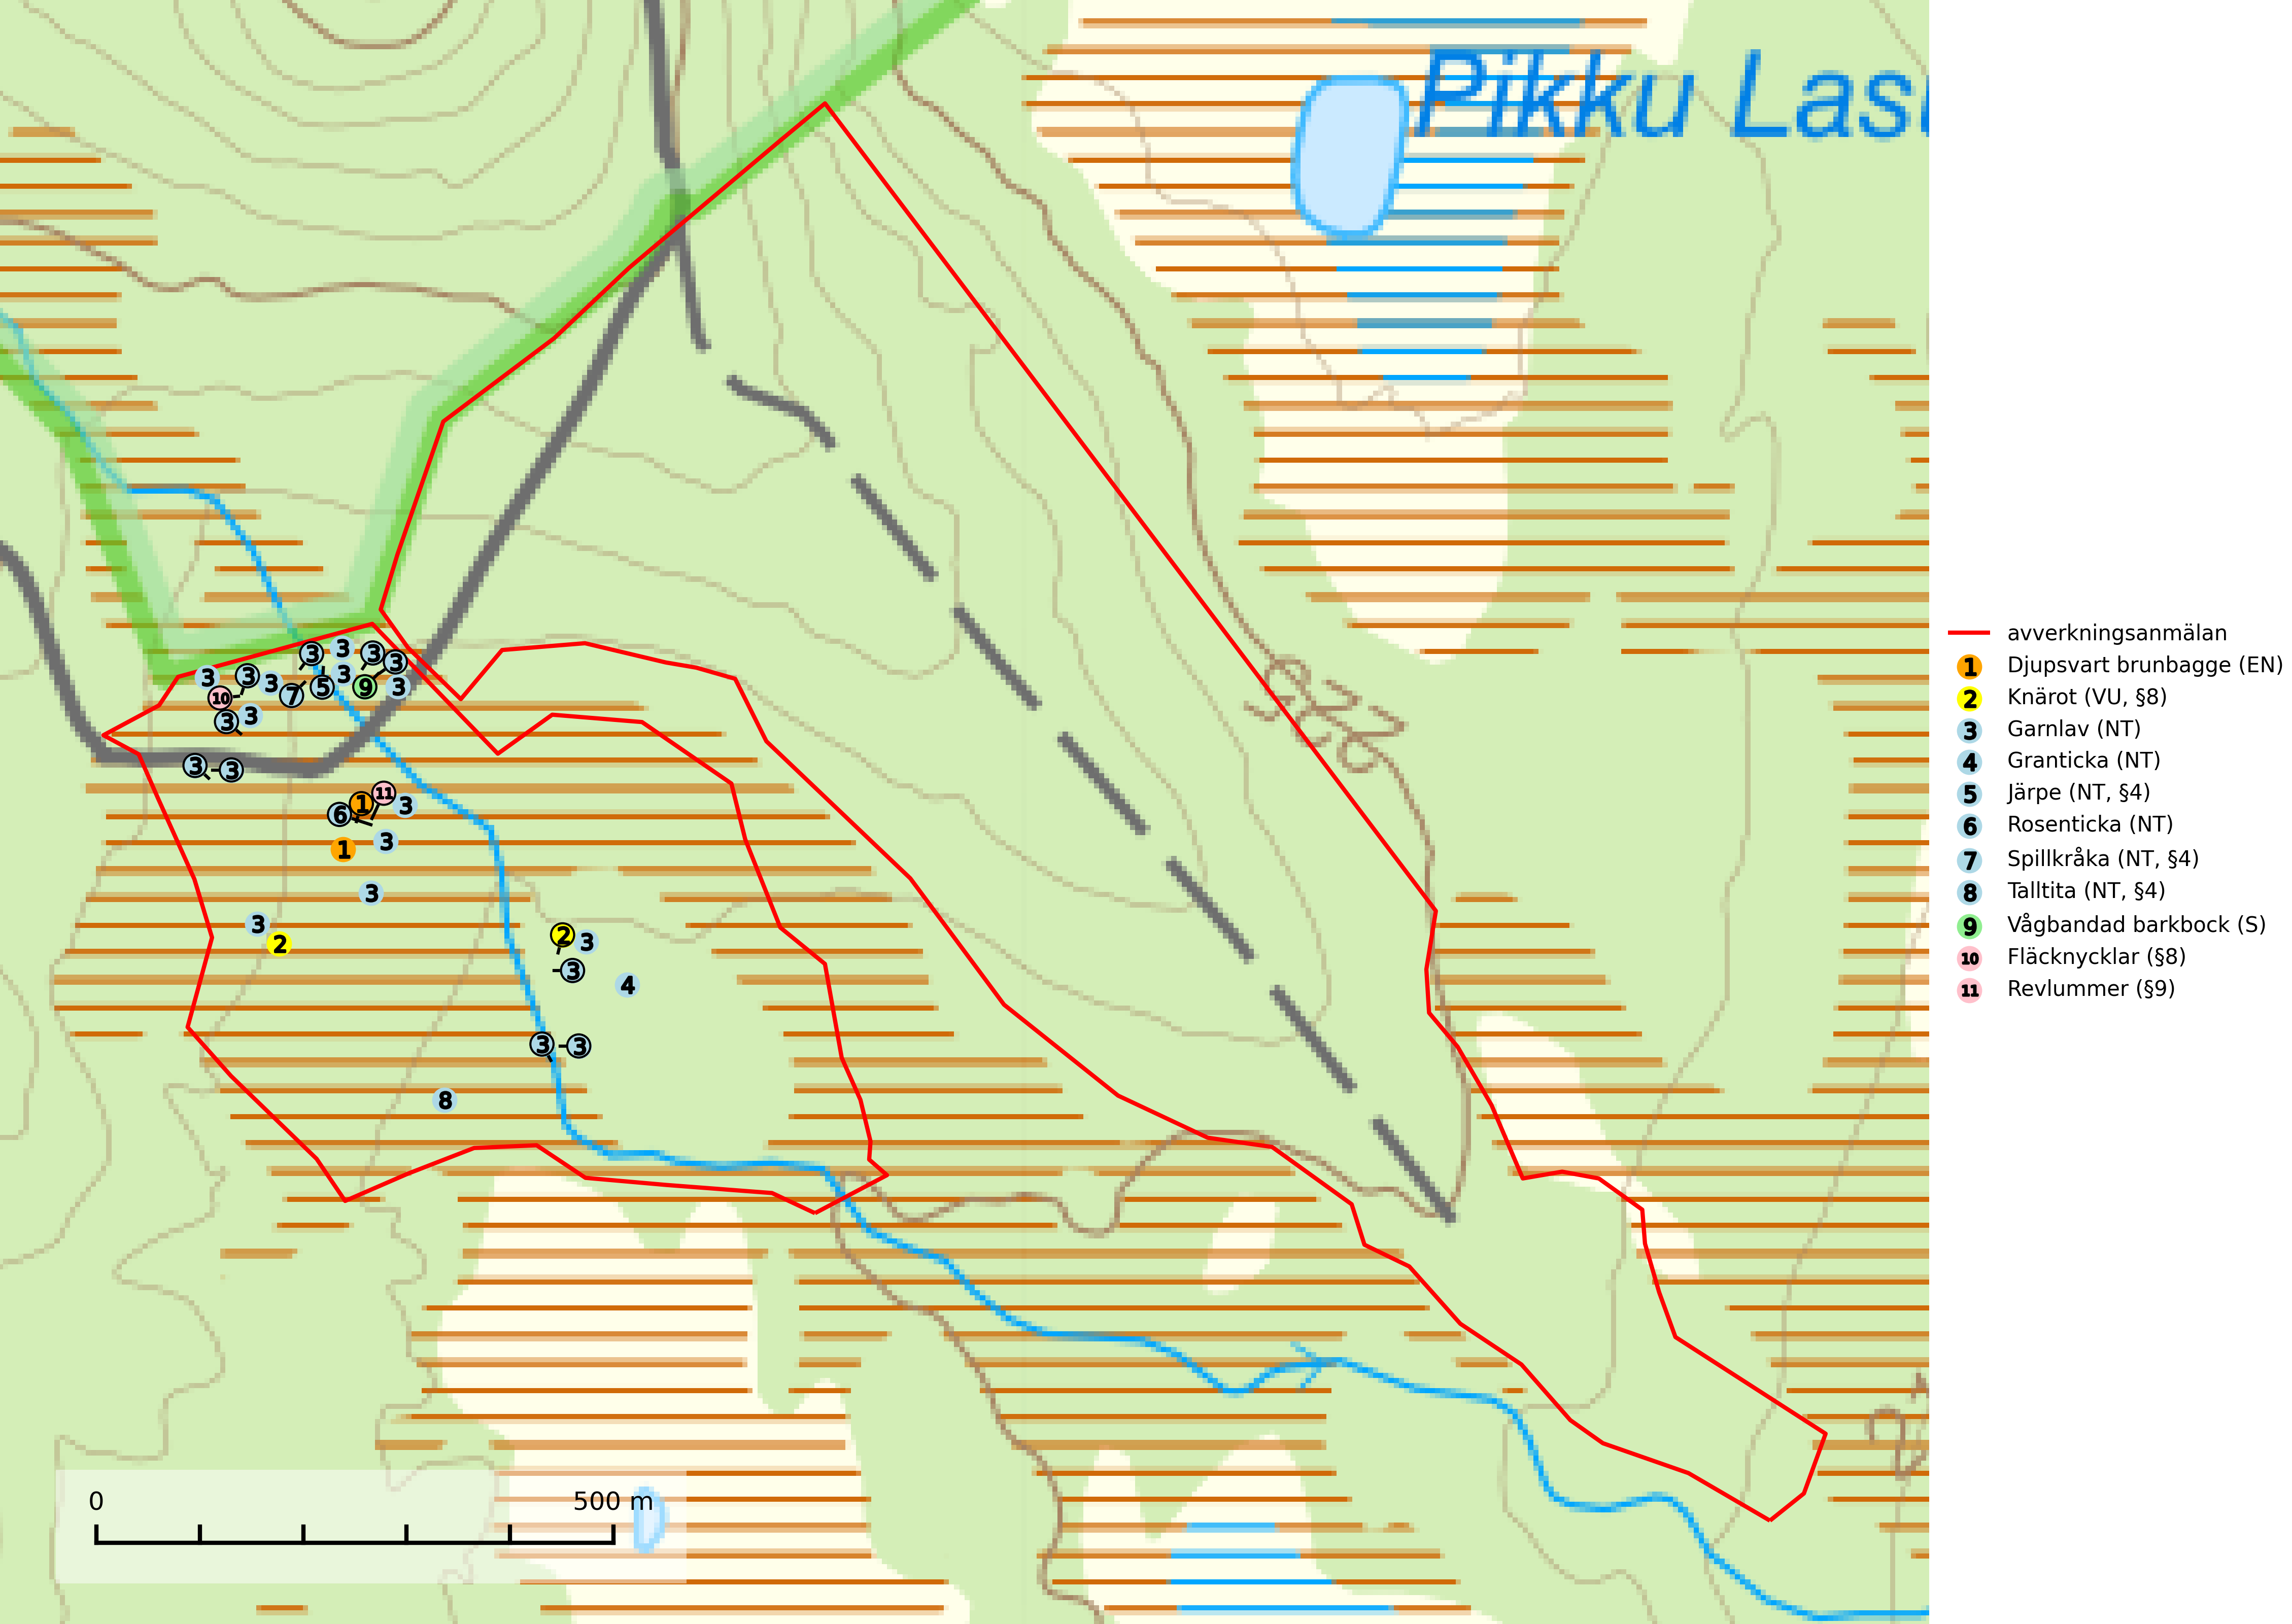 Pikku Las
3
3
3
3
3
3
3
3
10
7
5
9
3
3
3
3
3
11
1
6
3
3
1
3
3
2
2
3
3
4
3
3
8
322
0 500 m
avverkningsanmälan
1 Djupsvart brunbagge (EN)
2 Knärot (VU, §8)
3 Garnlav (NT)
4 Granticka (NT)
5 Järpe (NT, §4)
6 Rosenticka (NT)
7 Spillkråka (NT, §4)
8 Talltita (NT, §4)
9 Vågbandad barkbock (S)
10 Fläcknycklar (§8)
11 Revlummer (§9)